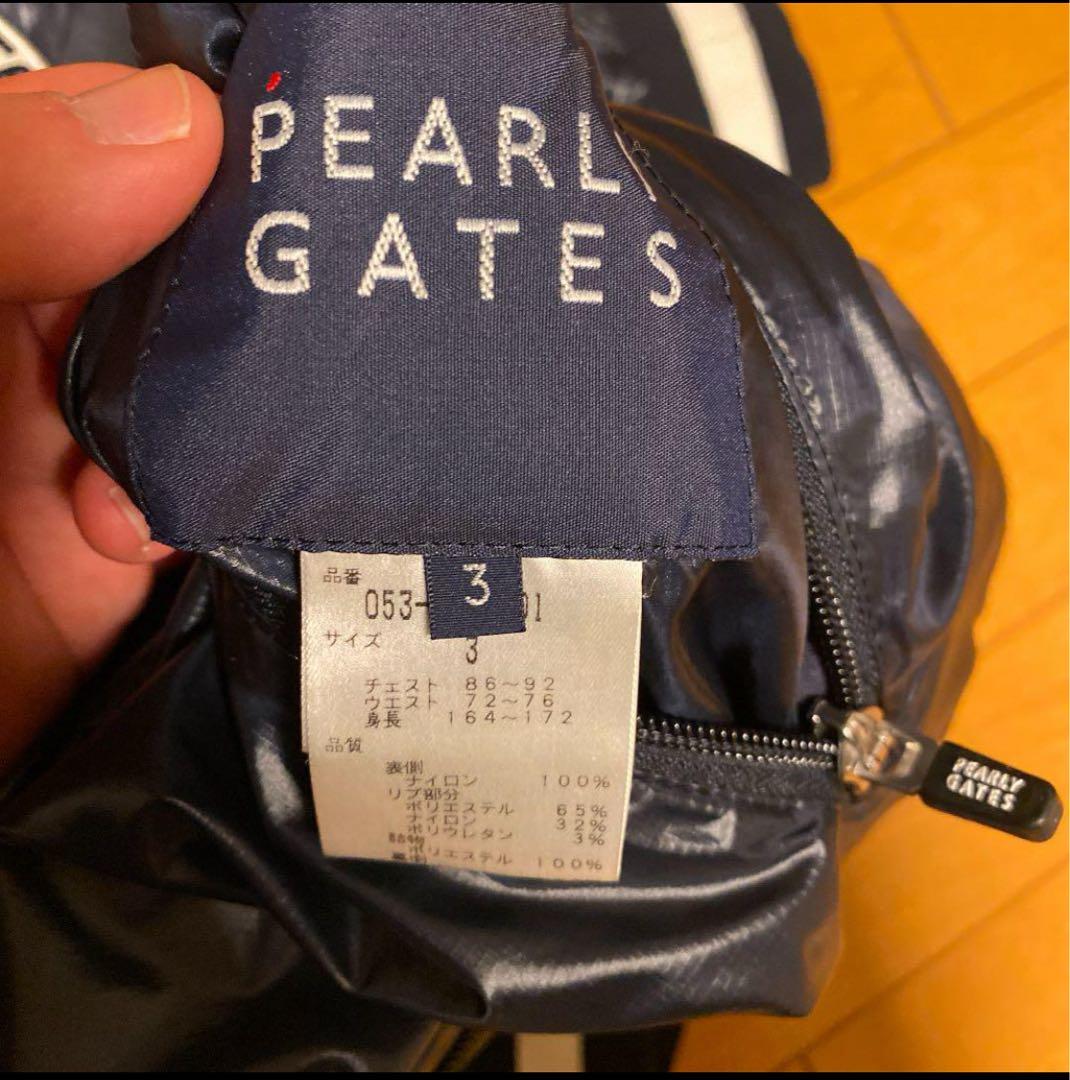 PEARLY
GATES
3
品番
053-
01
サイズ
3
チェスト 86~92
ウエスト 72~76
身長 164~172
品質
表側
ナイロン 100%
リブ部分
ポリエステル 65%
ナイロン 32%
ポリウレタン 3%
詰物
ポリエステル 100%
PEARLY
GATES